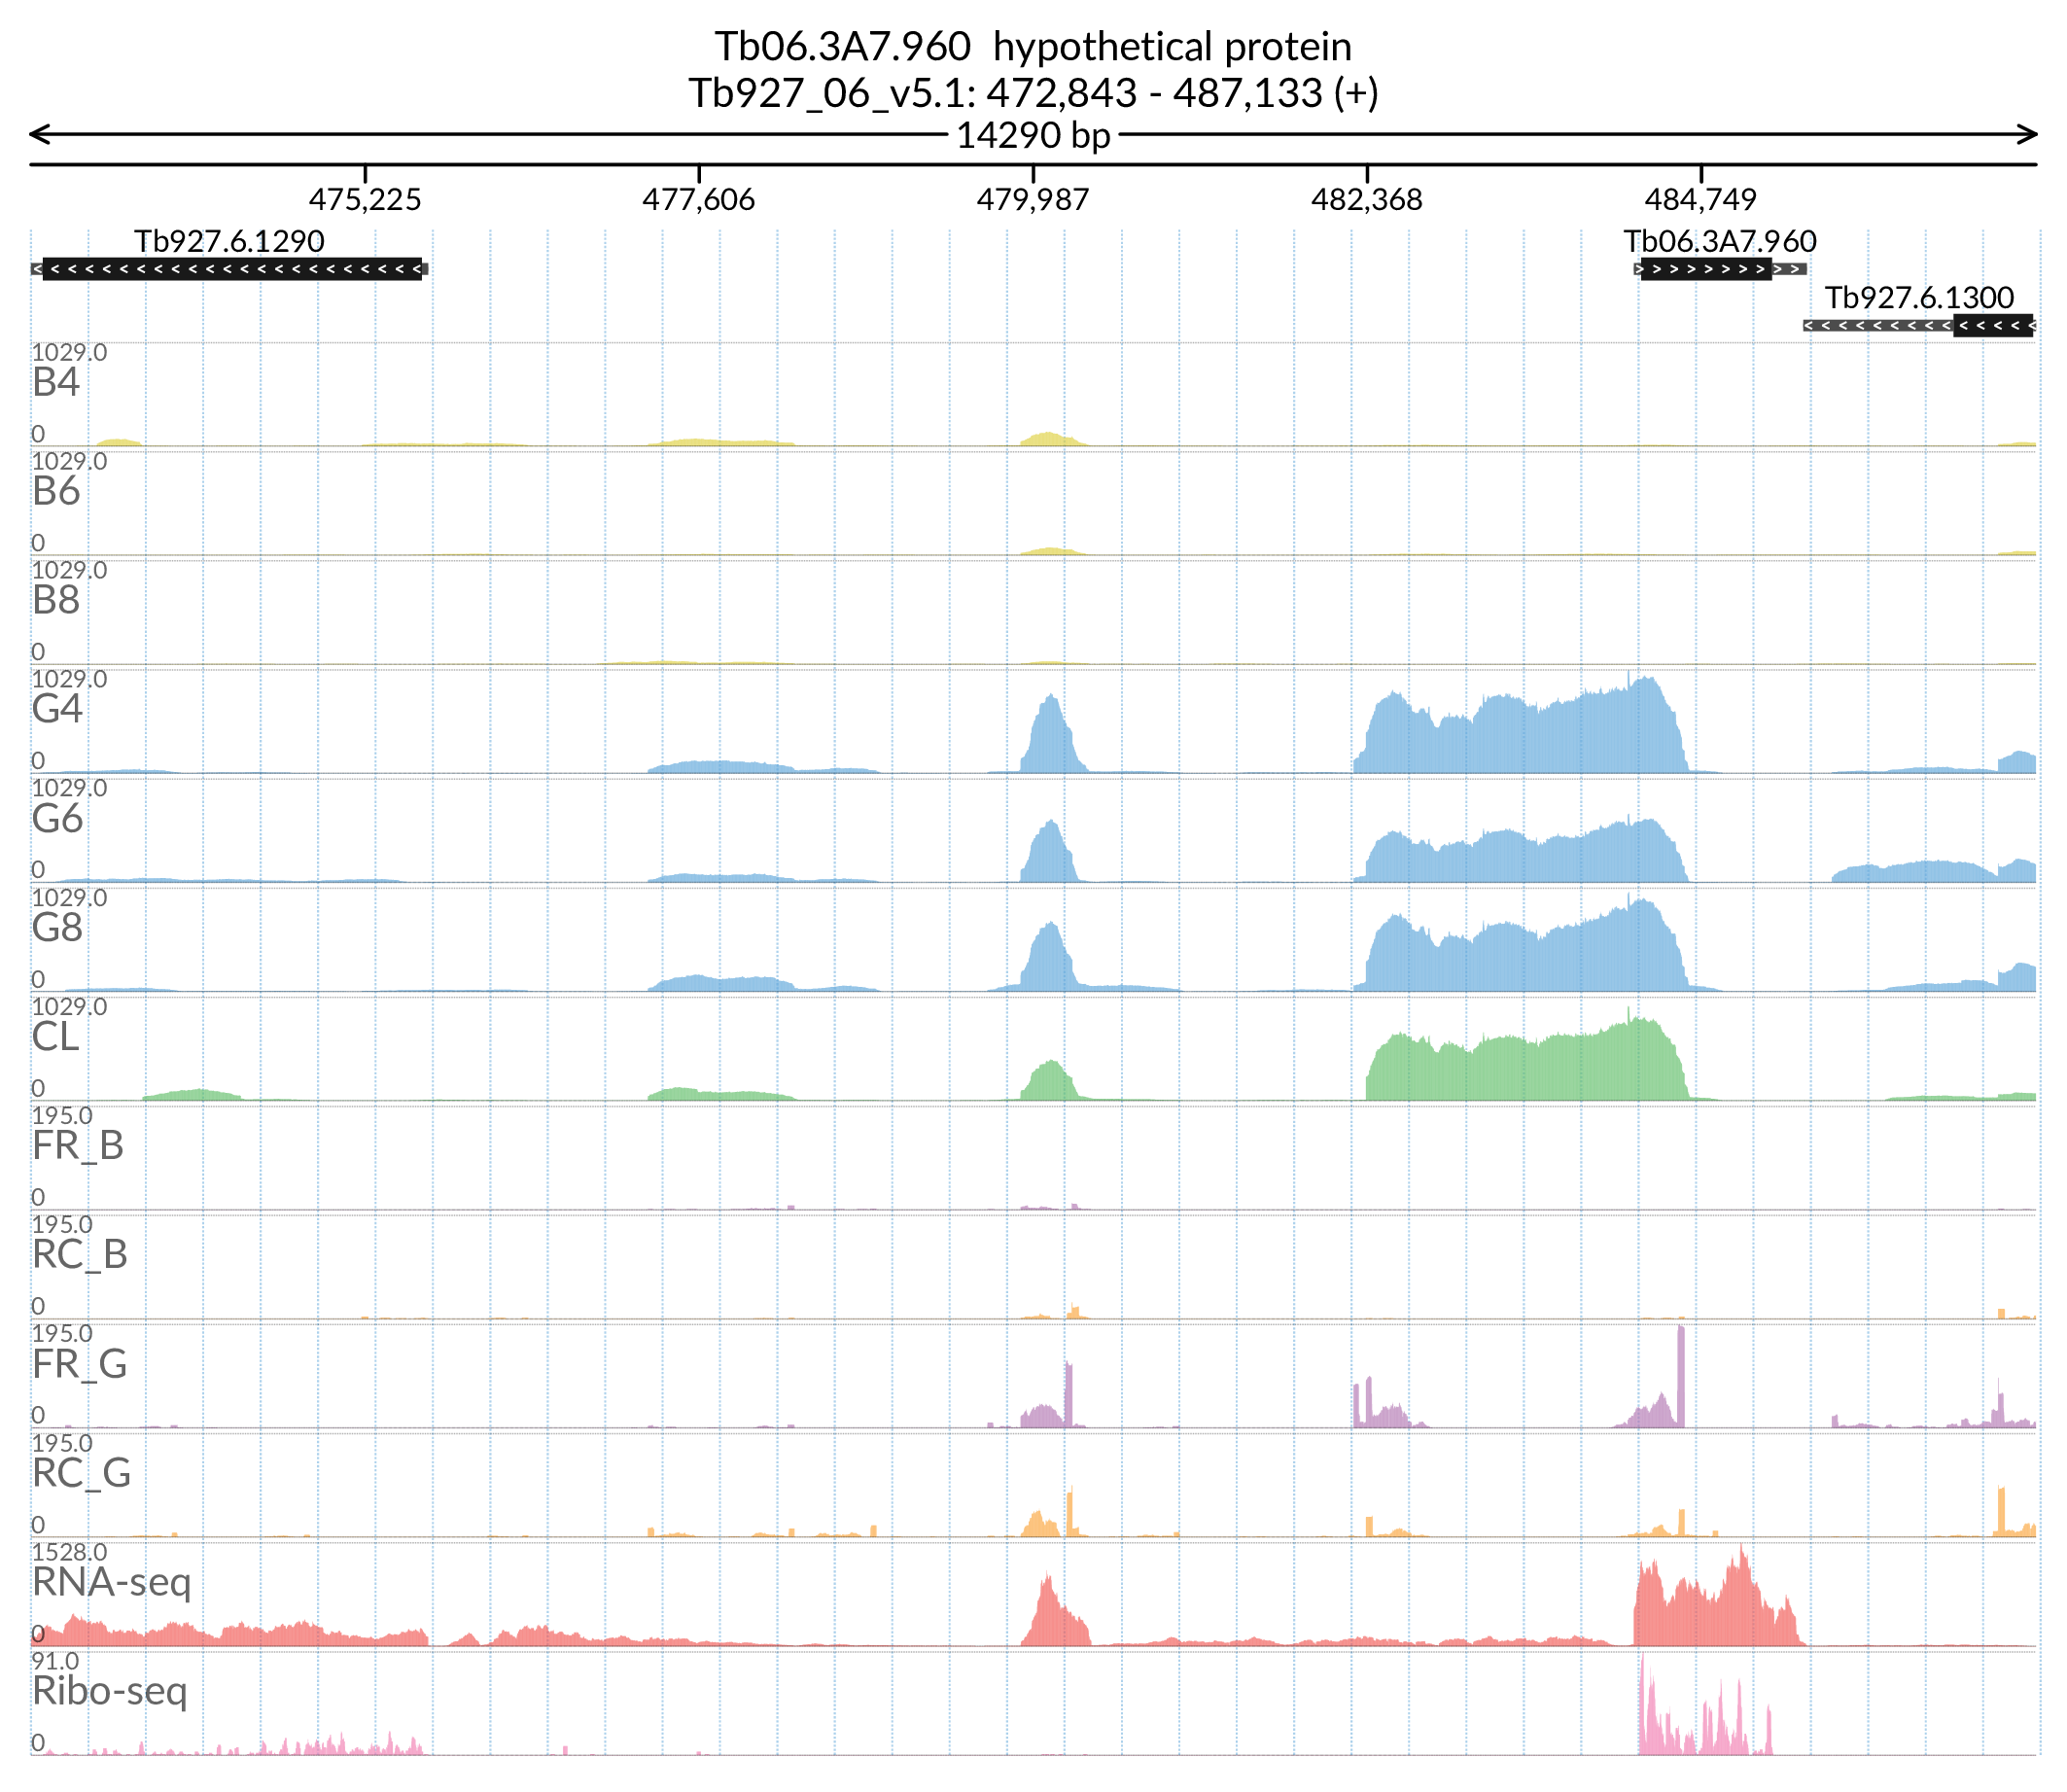 Tb06.3A7.960  hypothetical protein
Tb927_06_v5.1: 472,843 - 487,133 (+)
14290 bp
475,225 477,606 479,987 482,368 484,749
Tb927.6.1290 Tb06.3A7.960
Tb927.6.1300
1029.0
B4
0
1029.0
B6
0
1029.0
B8
0
1029.0
G4
0
1029.0
G6
0
1029.0
G8
0
1029.0
CL
0
195.0
FR_B
0
195.0
RC_B
0
195.0
FR_G
0
195.0
RC_G
0
1528.0
RNA-seq
0
91.0
Ribo-seq
0